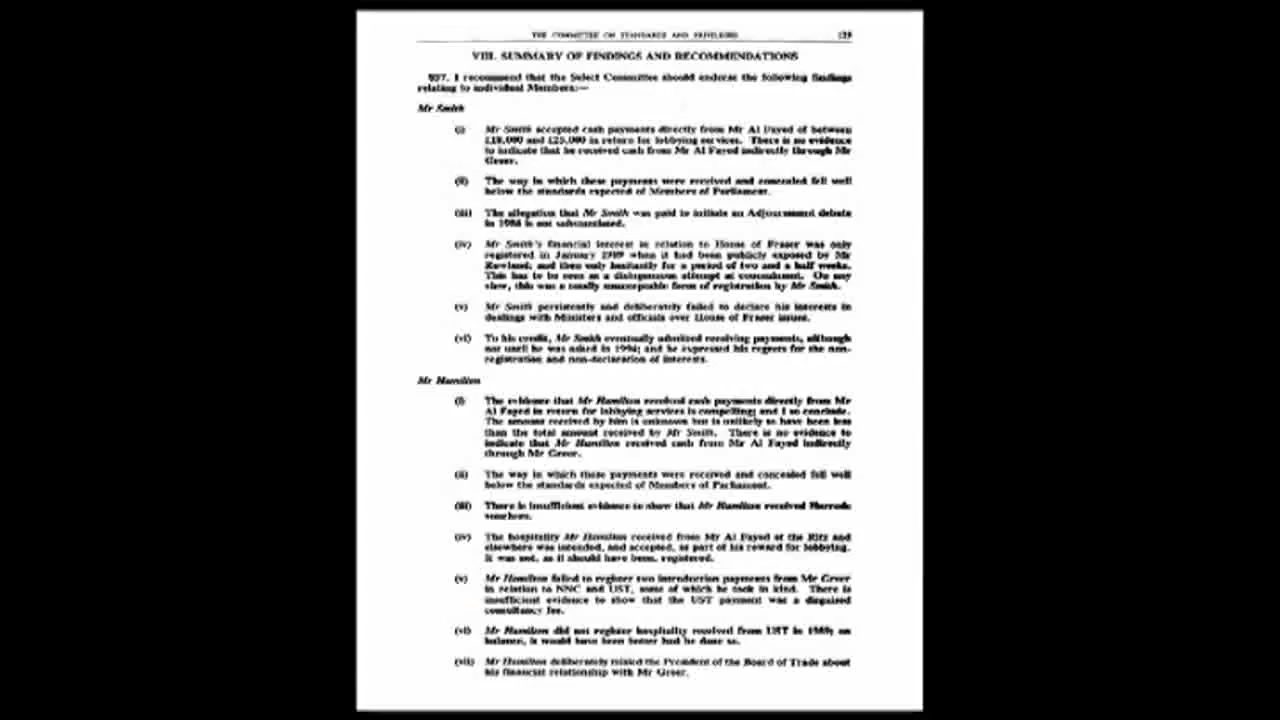 THE COMMITTEE ON STANDARDS AND PRIVILEGES 129
VIII. SUMMARY OF FINDINGS AND RECOMMENDATIONS
I recommend that the Select Committee should endorse the following findings
relating to individual Members:—
Mr Smith
(i) Mr Smith accepted cash payments directly from Mr Al Fayed of between
£18,000 and £25,000 in return for lobbying services. There is no evidence
to indicate that he received cash from Mr Al Fayed indirectly through Mr
Greer.
(ii) The way in which these payments were received and concealed fell well
below the standards expected of Members of Parliament.
(iii) The allegation that Mr Smith was paid to initiate an Adjournment debate
in 1986 is not substantiated.
(iv) Mr Smith's financial interest in relation to House of Fraser was only
registered in January 1989 when it had been publicly exposed by Mr
Rowland; and then only hesitantly for a period of two and a half weeks.
This has to be seen as a disingenuous attempt at concealment. On any
view, this was a totally unacceptable form of registration by Mr Smith.
(v) Mr Smith persistently and deliberately failed to declare his interests in
dealings with Ministers and officials over House of Fraser issues.
(vi) To his credit, Mr Smith eventually admitted receiving payments, although
not until he was asked in 1994; and he expressed his regrets for the non-
registration and non-declaration of interests.
Mr Hamilton
(i) The evidence that Mr Hamilton received cash payments directly from Mr
Al Fayed in return for lobbying services is compelling; and I so conclude.
The amount received by him is unknown but is unlikely to have been less
than the total amount received by Mr Smith. There is no evidence to
indicate that Mr Hamilton received cash from Mr Al Fayed indirectly
through Mr Greer.
(ii) The way in which these payments were received and concealed fell well
below the standards expected of Members of Parliament.
(iii) There is insufficient evidence to show that Mr Hamilton received Harrods
vouchers.
(iv) The hospitality Mr Hamilton received from Mr Al Fayed at the Ritz and
elsewhere was intended, and accepted, as part of his reward for lobbying.
It was not, as it should have been, registered.
(v) Mr Hamilton failed to register two introduction payments from Mr Greer
in relation to NNC and UST, some of which he took in kind. There is
insufficient evidence to show that the UST payment was a disguised
consultancy fee.
(vi) Mr Hamilton did not register hospitality received from UST in 1989; on
balance, it would have been better had he done so.
(vii) Mr Hamilton deliberately misled the President of the Board of Trade about
his financial relationship with Mr Greer.